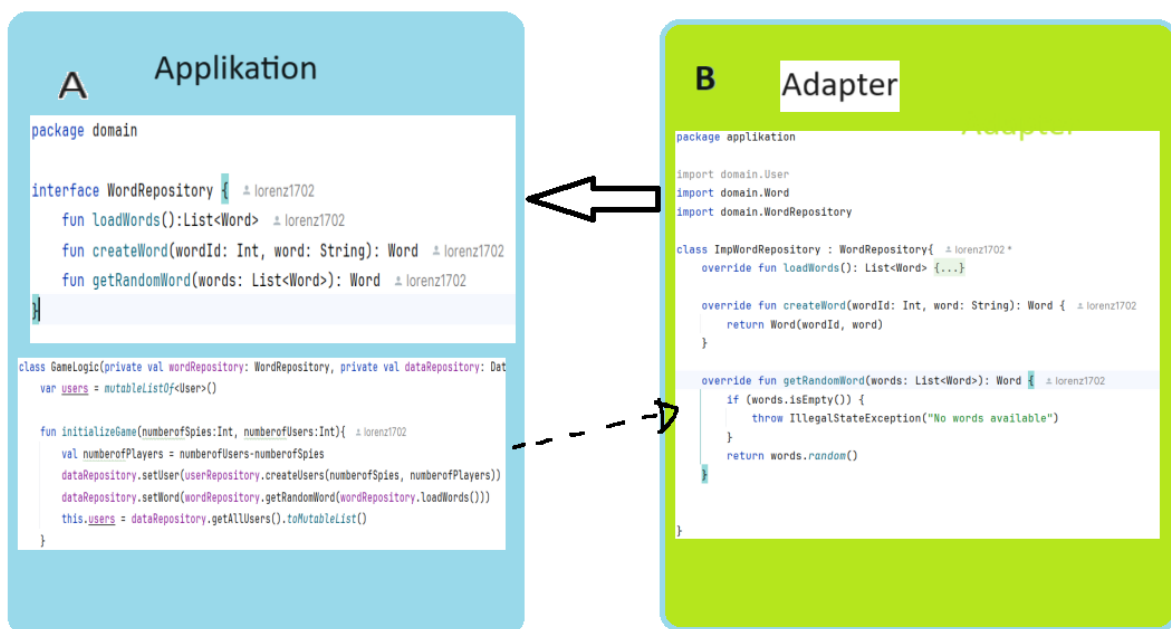 A
Applikation
package domain
interface WordRepository {
lorenz1702
fun loadWords():List<Word>
lorenz1702
fun createWord(wordId: Int, word: String): Word
lorenz1702
fun getRandomWord(words: List<Word>): Word
lorenz1702
}
class GameLogic(private val wordRepository: WordRepository, private val dataRepository: Dat
var users = mutableListOf<User>()
fun initializeGame(numberofSpies:Int, numberofUsers:Int){
lorenz1702
val numberofPlayers = numberofUsers-numberofSpies
dataRepository.setUser(userRepository.createUsers(numberofSpies, numberofPlayers))
dataRepository.setWord(wordRepository.getRandomWord(wordRepository.loadWords()))
this.users = dataRepository.getAllUsers().toMutableList()
}
B
Adapter
Adapter
package applikation
import domain.User
import domain.Word
import domain.WordRepository
class ImpWordRepository : WordRepository{
lorenz1702 *
override fun loadWords(): List<Word> {...}
override fun createWord(wordId: Int, word: String): Word {
lorenz1702
return Word(wordId, word)
}
override fun getRandomWord(words: List<Word>): Word {
lorenz1702
if (words.isEmpty()) {
throw IllegalStateException("No words available")
}
return words.random()
}
}